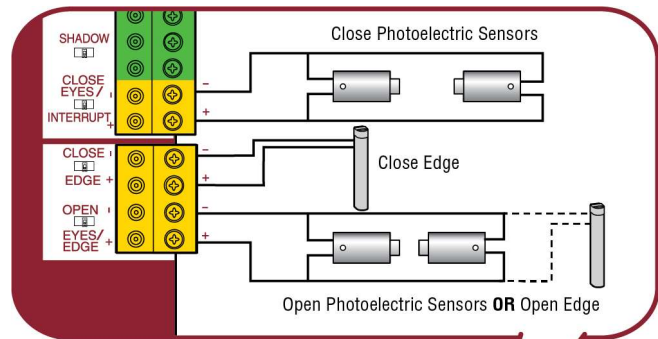 SHADOW
Close Photoelectric Sensors
CLOSE
EYES/ -
INTERRUPT +
-
+
CLOSE -
EDGE +
-
+
Close Edge
OPEN -
EYES/
EDGE +
-
+
Open Photoelectric Sensors OR Open Edge